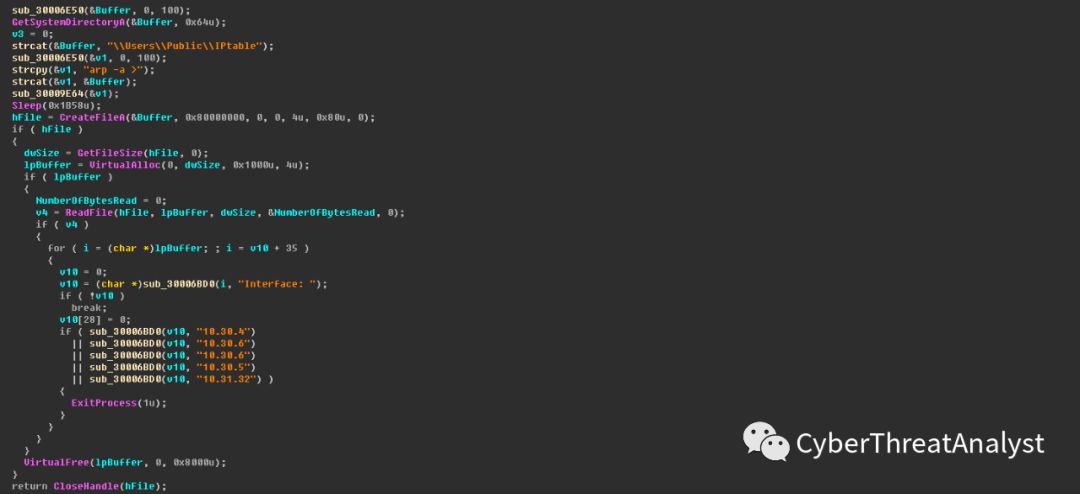 sub_30006E50(&Buffer, 0, 100);
GetSystemDirectoryA(&Buffer, 0x64u);
v3 = 0;
strcat(&Buffer, "\\Users\\Public\\IPtable");
sub_30006E50(&v1, 0, 100);
strcpy(&v1, "arp -a >");
strcat(&v1, &Buffer);
sub_30009E64(&v1);
Sleep(0x1B58u);
hFile = CreateFileA(&Buffer, 0x80000000, 0, 0, 4u, 0x80u, 0);
if ( hFile )
{
dwSize = GetFileSize(hFile, 0);
lpBuffer = VirtualAlloc(0, dwSize, 0x1000u, 4u);
if ( lpBuffer )
{
NumberOfBytesRead = 0;
v4 = ReadFile(hFile, lpBuffer, dwSize, &NumberOfBytesRead, 0);
if ( v4 )
{
for ( i = (char *)lpBuffer; ; i = v10 + 35 )
{
v10 = 0;
v10 = (char *)sub_30006BD0(i, "Interface: ");
if ( !v10 )
break;
v10[28] = 0;
if ( sub_30006BD0(v10, "10.30.4")
|| sub_30006BD0(v10, "10.30.6")
|| sub_30006BD0(v10, "10.30.6")
|| sub_30006BD0(v10, "10.30.5")
|| sub_30006BD0(v10, "10.31.32") )
{
ExitProcess(1u);
}
}
}
}
VirtualFree(lpBuffer, 0, 0x8000u);
}
return CloseHandle(hFile);
CyberThreatAnalyst